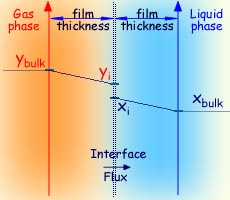 Gas phase
film thickness
film thickness
Liquid phase
ybulk
yi
xi
xbulk
Interface
Flux